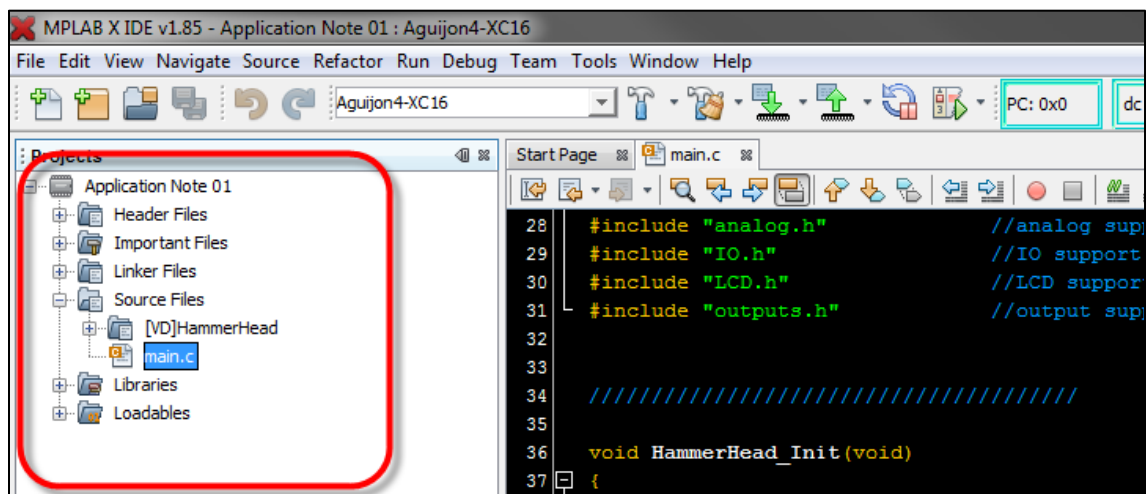 MPLAB X IDE v1.85 - Application Note 01 : Aguijon4-XC16
File Edit View Navigate Source Refactor Run Debug Team Tools Window Help
Aguijon4-XC16
PC: 0x0
dc
Projects
Application Note 01
Header Files
Important Files
Linker Files
Source Files
[VD]HammerHead
main.c
Libraries
Loadables
Start Page main.c
28 #include "analog.h" //analog sup
29 #include "IO.h" //IO support
30 #include "LCD.h" //LCD suppor
31 #include "outputs.h" //output sup
32
33
34 ///////////////////////////////////////
35
36 void HammerHead_Init(void)
37 {